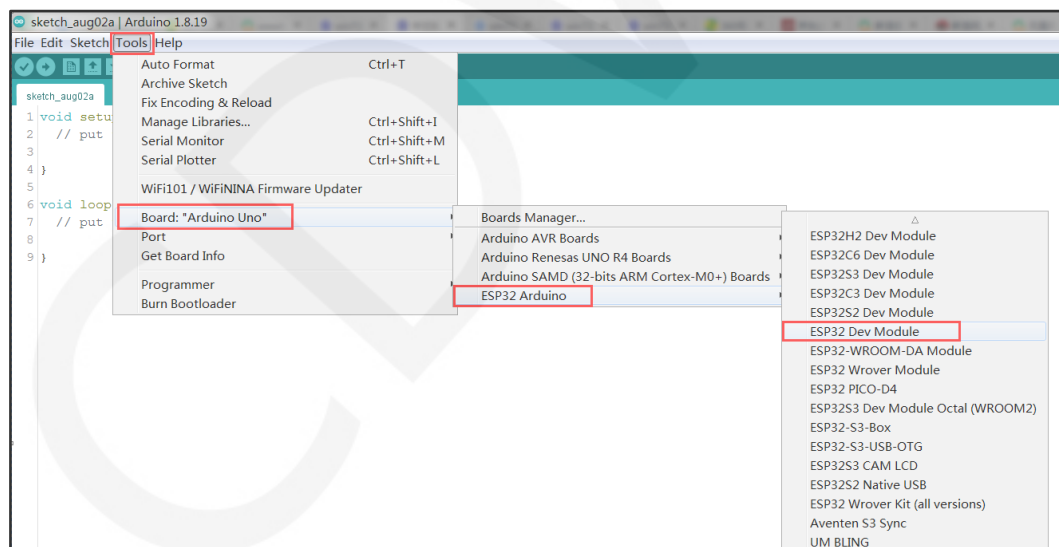 sketch_aug02a | Arduino 1.8.19
File Edit Sketch Tools Help
sketch_aug02a
1 void setu
2 // put
3
4 }
5
6 void loop
7 // put
8
9 }
Auto Format Ctrl+T
Archive Sketch
Fix Encoding & Reload
Manage Libraries... Ctrl+Shift+I
Serial Monitor Ctrl+Shift+M
Serial Plotter Ctrl+Shift+L
WiFi101 / WiFiNINA Firmware Updater
Board: "Arduino Uno"
Port
Get Board Info
Programmer
Burn Bootloader
Boards Manager...
Arduino AVR Boards
Arduino Renesas UNO R4 Boards
Arduino SAMD (32-bits ARM Cortex-M0+) Boards
ESP32 Arduino
ESP32H2 Dev Module
ESP32C6 Dev Module
ESP32S3 Dev Module
ESP32C3 Dev Module
ESP32S2 Dev Module
ESP32 Dev Module
ESP32-WROOM-DA Module
ESP32 Wrover Module
ESP32 PICO-D4
ESP32S3 Dev Module Octal (WROOM2)
ESP32-S3-Box
ESP32-S3-USB-OTG
ESP32S3 CAM LCD
ESP32S2 Native USB
ESP32 Wrover Kit (all versions)
Aventen S3 Sync
UM BLING